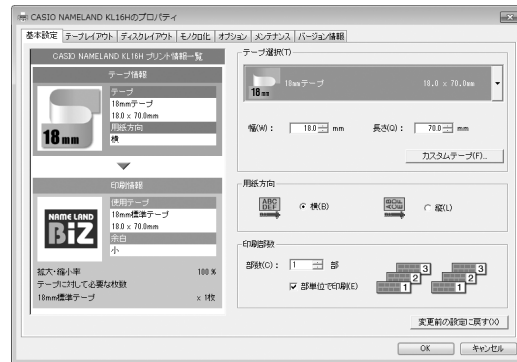 CASIO NAMELAND KL16Hのプロパティ
基本設定 テープレイアウト ディスクレイアウト モノクロ化 オプション メンテナンス バージョン情報
CASIO NAMELAND KL16H プリント情報一覧
テープ情報
テープ
18mmテープ
18.0 x 70.0mm
用紙方向
横
18mm
印刷情報
NAME LAND
BiZ
使用テープ
18mm標準テープ
18.0 x 70.0mm
余白
小
拡大・縮小率 100 %
テープに対して必要な枚数
18mm標準テープ x 1枚
テープ選択(T)
18mm
18mmテープ 18.0 x 70.0mm
幅(W)： 18.0 mm 長さ(Q)： 70.0 mm
カスタムテープ(F)...
用紙方向
ABC
DEF
横(B)
縦(L)
印刷部数
部数(C)： 1 部
部単位で印刷(E)
3
2
1
3
2
1
変更前の設定に戻す(X)
OK キャンセル